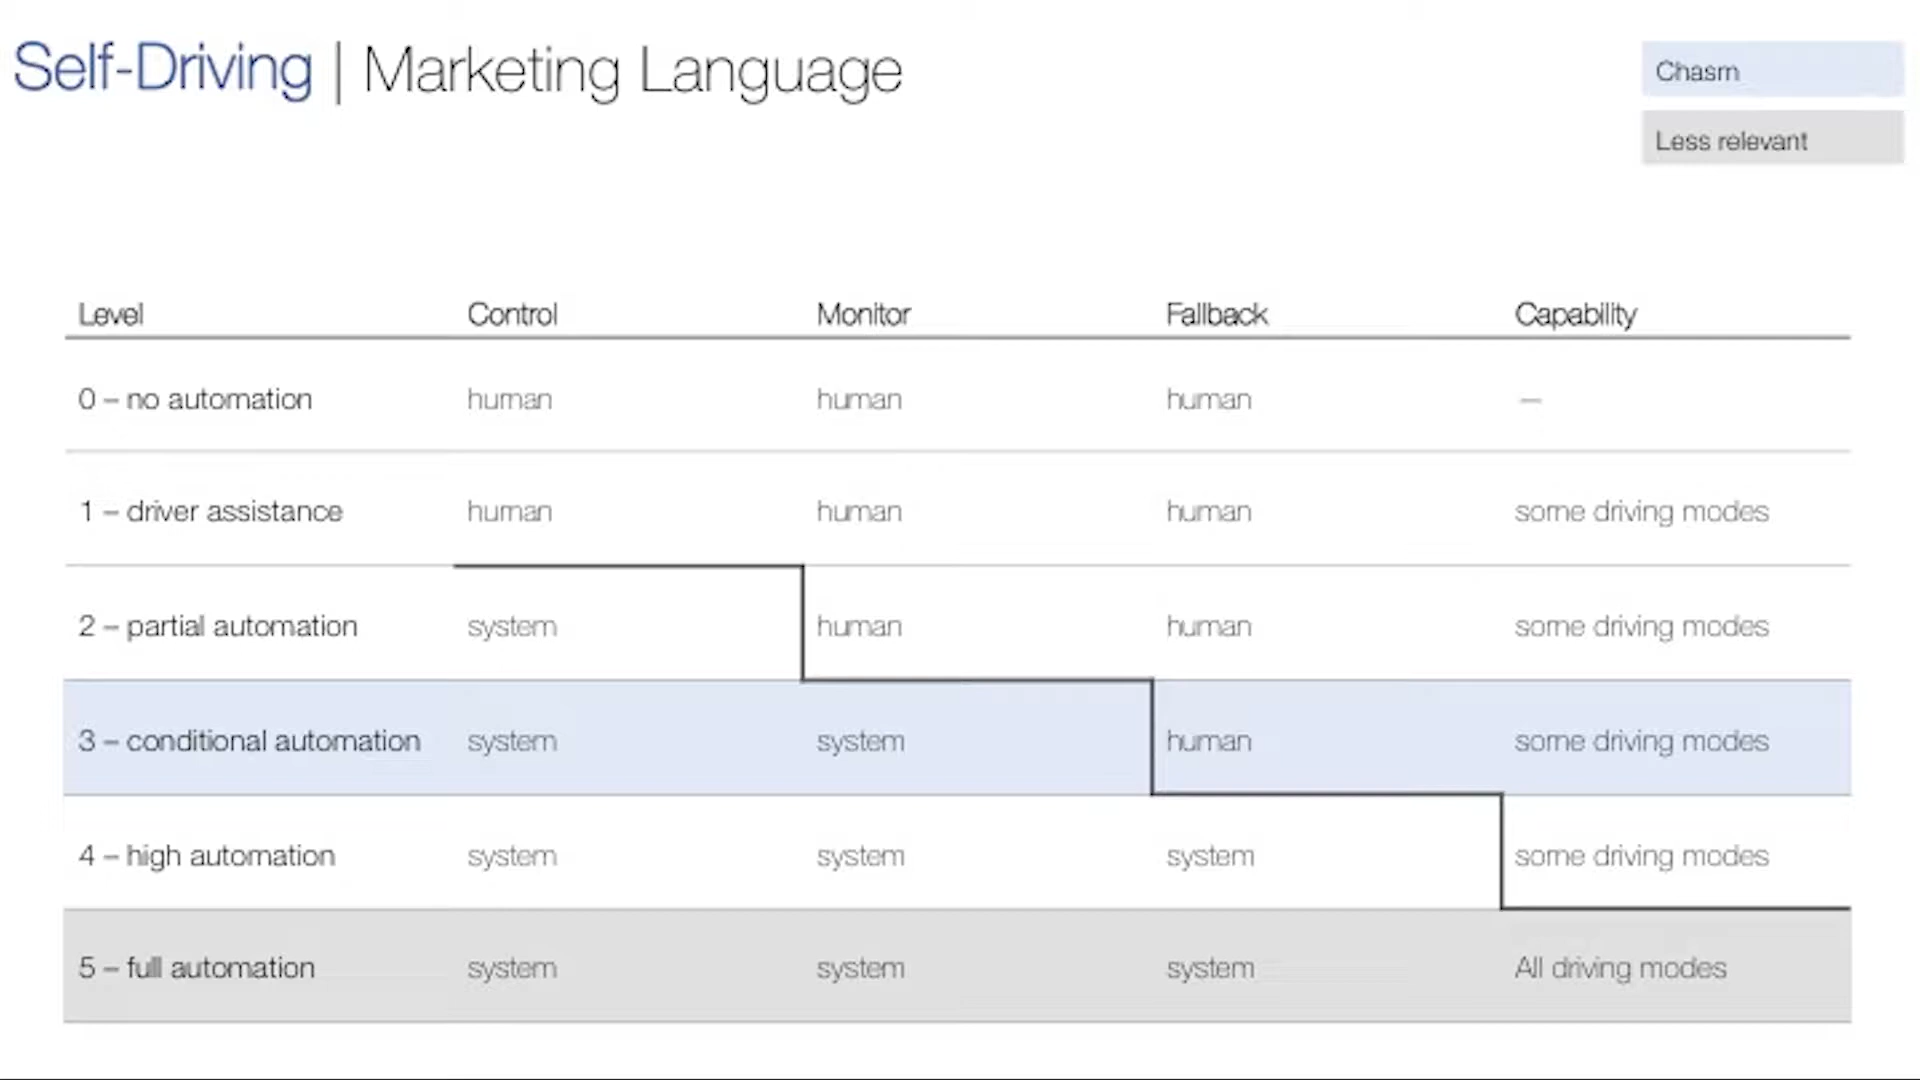 Self-Driving | Marketing Language
Chasm
Less relevant
Level Control Monitor Fallback Capability
0 – no automation human human human —
1 – driver assistance human human human some driving modes
2 – partial automation system human human some driving modes
3 – conditional automation system system human some driving modes
4 – high automation system system system some driving modes
5 – full automation system system system All driving modes